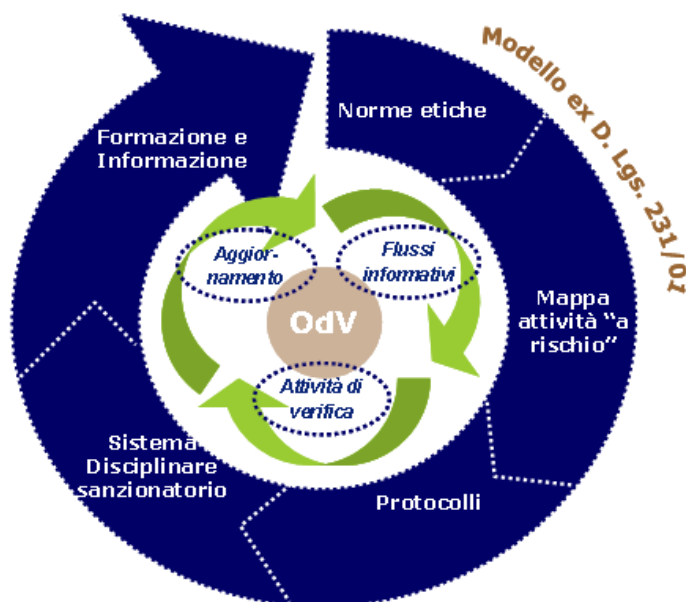 Modello ex D. Lgs. 231/01
Norme etiche
Formazione e
Informazione
Aggior-
namento
Flussi
informativi
OdV
Mappa
attività “a
rischio”
Attività di
verifica
Sistema
Disciplinare
sanzionatorio
Protocolli